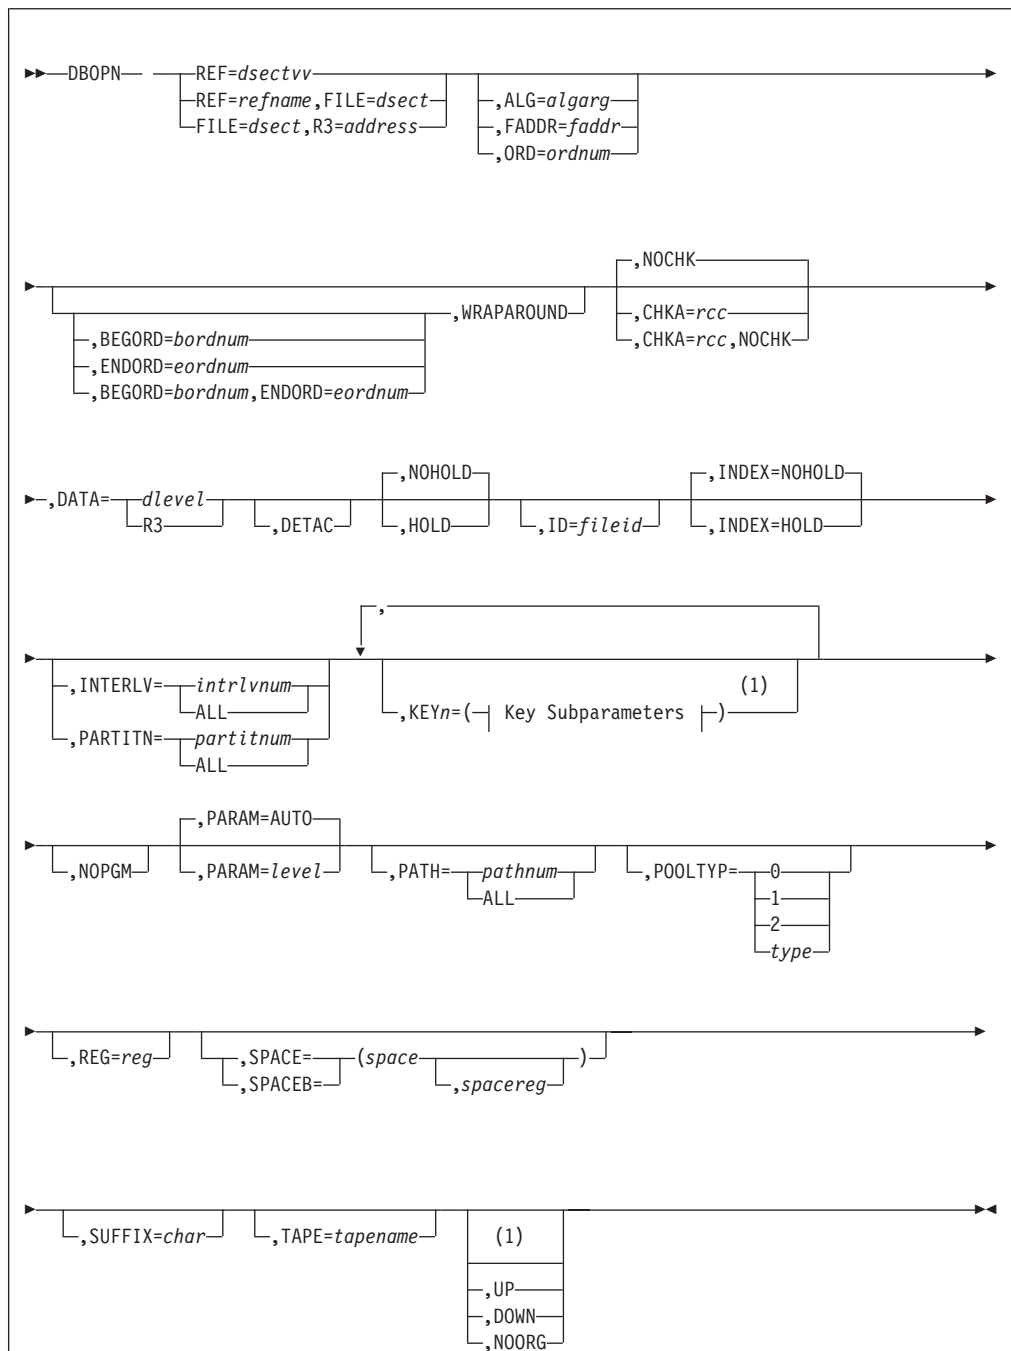 DBOPN REF=dsectvv
REF=refname,FILE=dsect ,ALG=algarg
FILE=dsect,R3=address ,FADDR=faddr
,ORD=ordnum
,NOCHK
,WRAPAROUND ,CHKA=rcc
,BEGORD=bordnum ,CHKA=rcc,NOCHK
,ENDORD=eordnum
,BEGORD=bordnum,ENDORD=eordnum
,NOHOLD ,INDEX=NOHOLD
,DATA= dlevel
R3 ,DETAC ,HOLD ,ID=fileid ,INDEX=HOLD
,
,INTERLV= intrlvnum (1)
ALL ,KEYn=( Key Subparameters )
,PARTITN= partitnum
ALL
,PARAM=AUTO
,NOPGM ,PARAM=level ,PATH= pathnum ,POOLTYP= 0
ALL 1
2
type
,REG=reg ,SPACE= (space )
,SPACEB= ,spacereg
,SUFFIX=char ,TAPE=tapename (1)
,UP
,DOWN
,NOORG